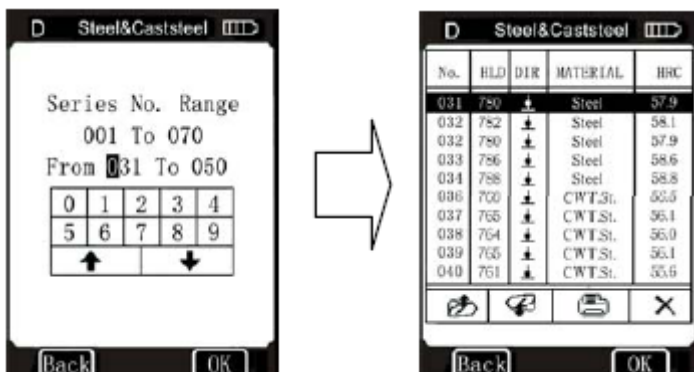 D Steel&Caststeel
Series No. Range
001 To 070
From 031 To 050
0 1 2 3 4
5 6 7 8 9
Back OK
D Steel&Caststeel
No. HLD DIR MATERIAL HRC
031 780 Steel 57.9
032 782 Steel 58.1
032 780 Steel 57.9
033 786 Steel 58.6
034 788 Steel 58.8
036 CWT.St.
037 765 CWT.St. 56.1
038 764 CWT.St. 56.0
039 765 CWT.St. 56.1
040 761 CWT.St. 55.6
Back OK